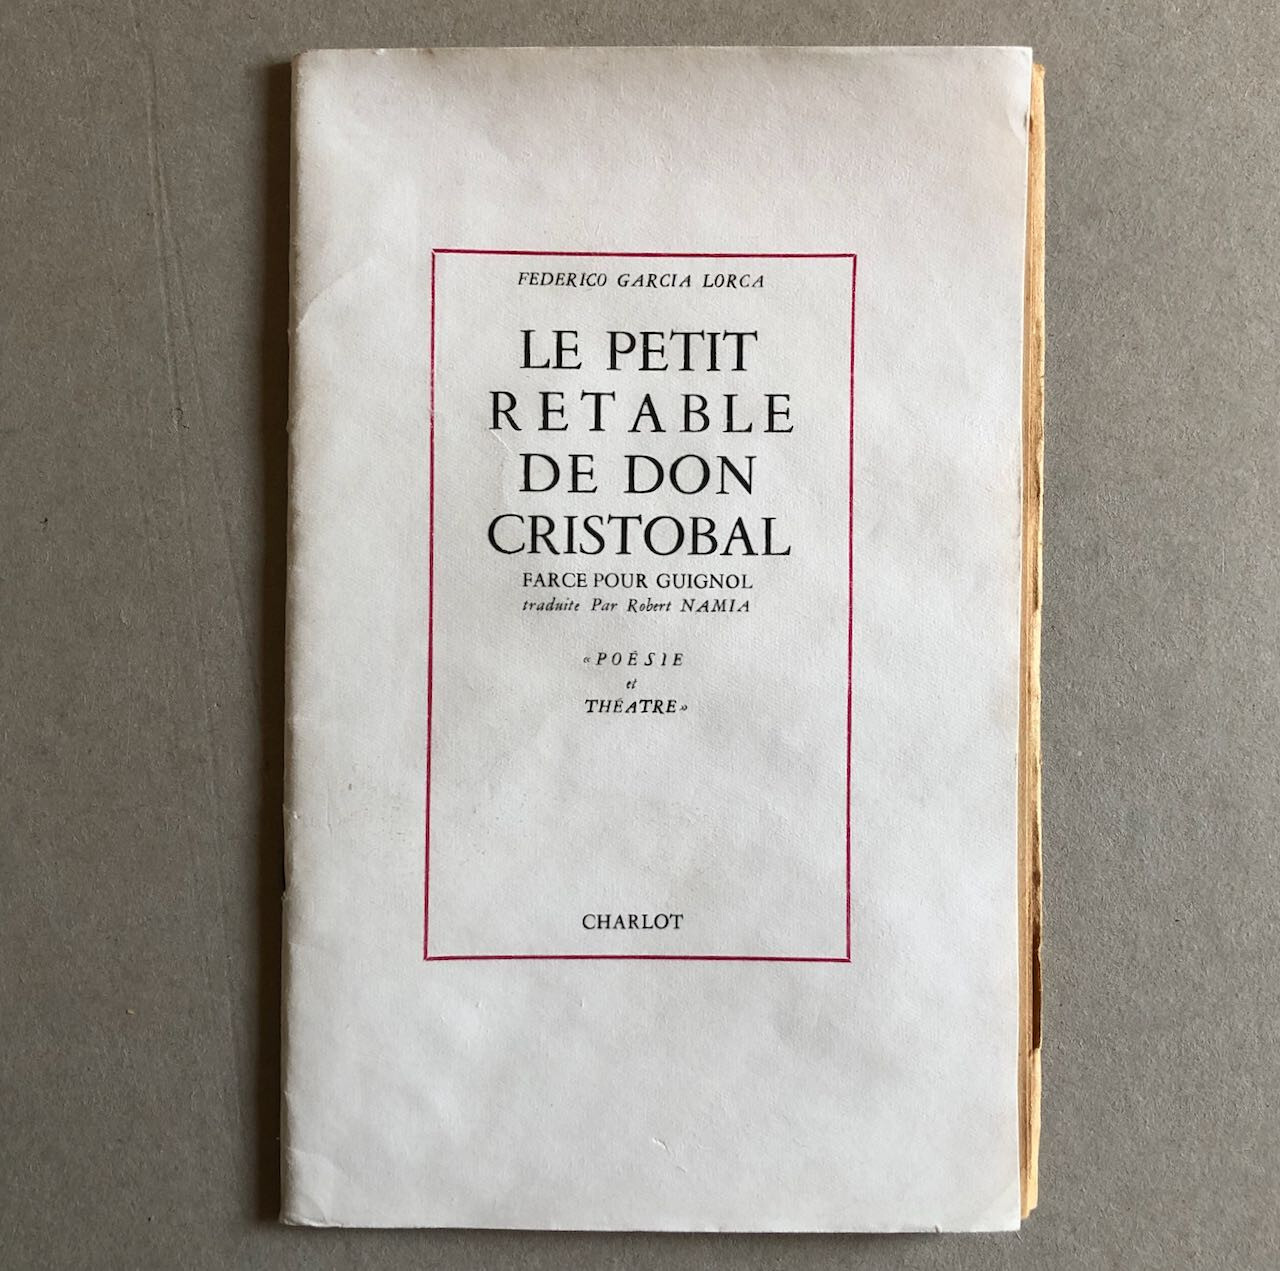 FEDERICO GARCIA LORCA
LE PETIT
RETABLE
DE DON
CRISTOBAL
FARCE POUR GUIGNOL
traduite Par Robert NAMIA
«POÉSIE
et
THÉATRE»
CHARLOT